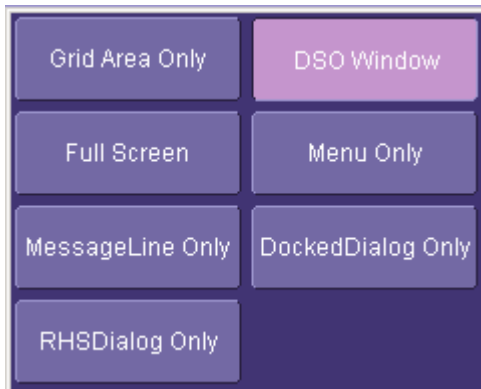 Grid Area Only
DSO Window
Full Screen
Menu Only
MessageLine Only
DockedDialog Only
RHSDialog Only